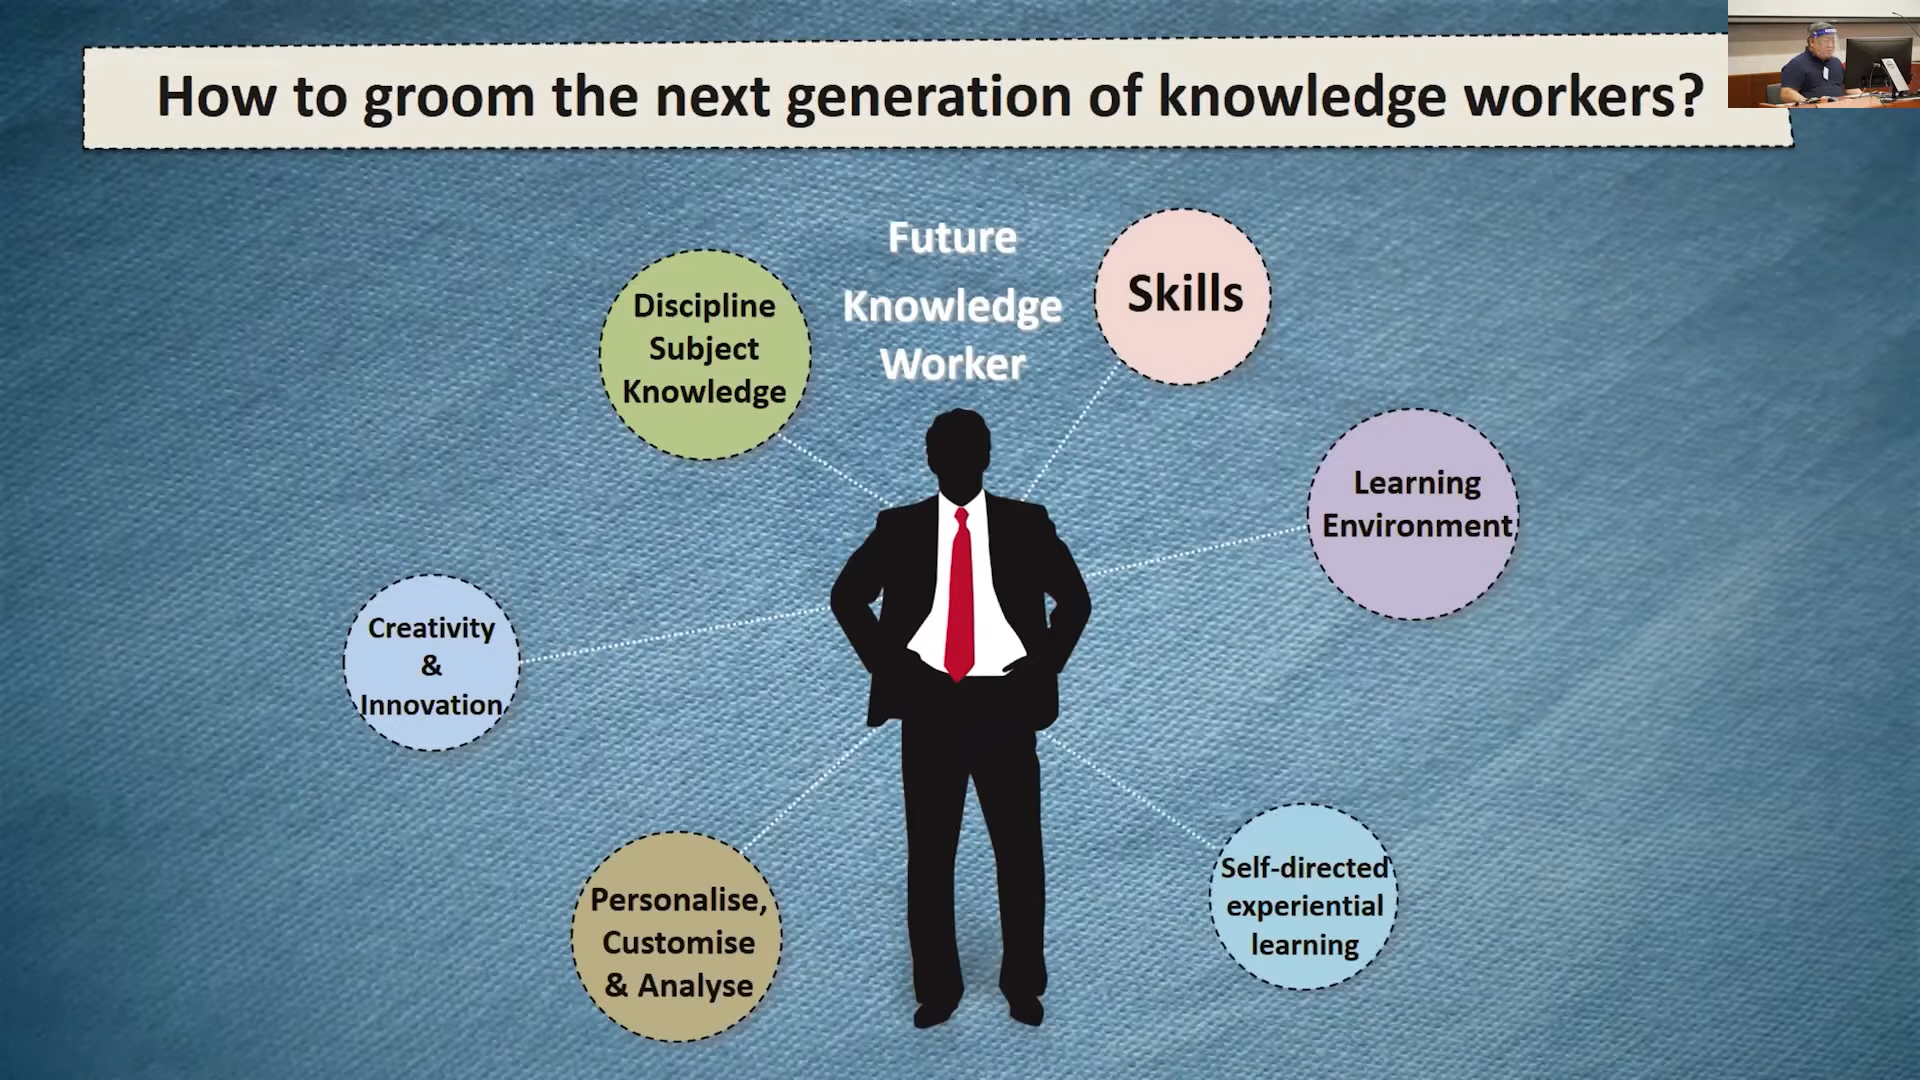 How to groom the next generation of knowledge workers?
Future
Knowledge
Worker
Discipline
Subject
Knowledge
Skills
Learning
Environment
Creativity
&
Innovation
Personalise,
Customise
& Analyse
Self-directed
experiential
learning